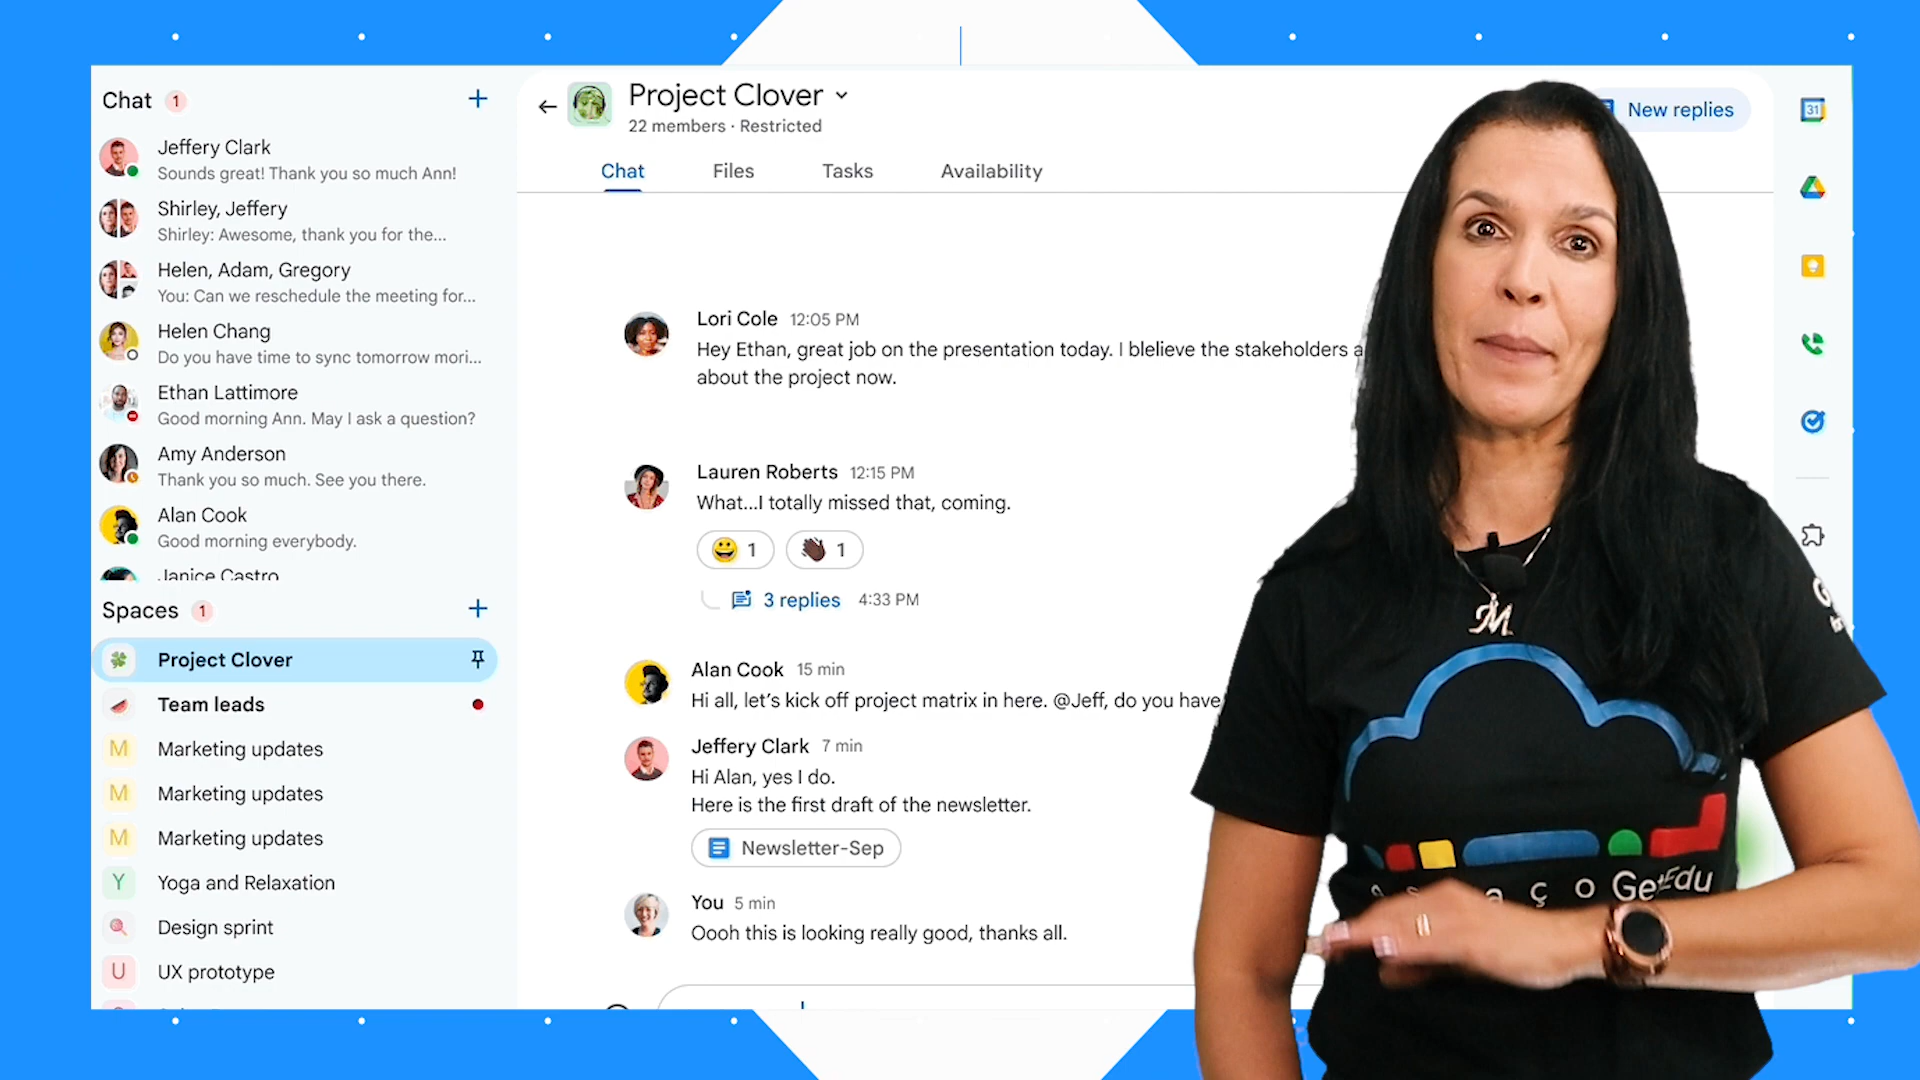 Chat 1
Jeffery Clark
Sounds great! Thank you so much Ann!
Shirley, Jeffery
Shirley: Awesome, thank you for the...
Helen, Adam, Gregory
You: Can we reschedule the meeting for...
Helen Chang
Do you have time to sync tomorrow mori...
Ethan Lattimore
Good morning Ann. May I ask a question?
Amy Anderson
Thank you so much. See you there.
Alan Cook
Good morning everybody.
Janice Castro
Spaces 1
Project Clover
Team leads
M Marketing updates
M Marketing updates
M Marketing updates
Y Yoga and Relaxation
Design sprint
U UX prototype
Project Clover
22 members · Restricted
New replies
Chat Files Tasks Availability
Lori Cole 12:05 PM
Hey Ethan, great job on the presentation today. I blelieve the stakeholders
about the project now.
Lauren Roberts 12:15 PM
What...I totally missed that, coming.
1 1
3 replies 4:33 PM
Alan Cook 15 min
Hi all, let's kick off project matrix in here. @Jeff, do you have
Jeffery Clark 7 min
Hi Alan, yes I do.
Here is the first draft of the newsletter.
Newsletter-Sep
You 5 min
Oooh this is looking really good, thanks all.
31
M
GetEdu